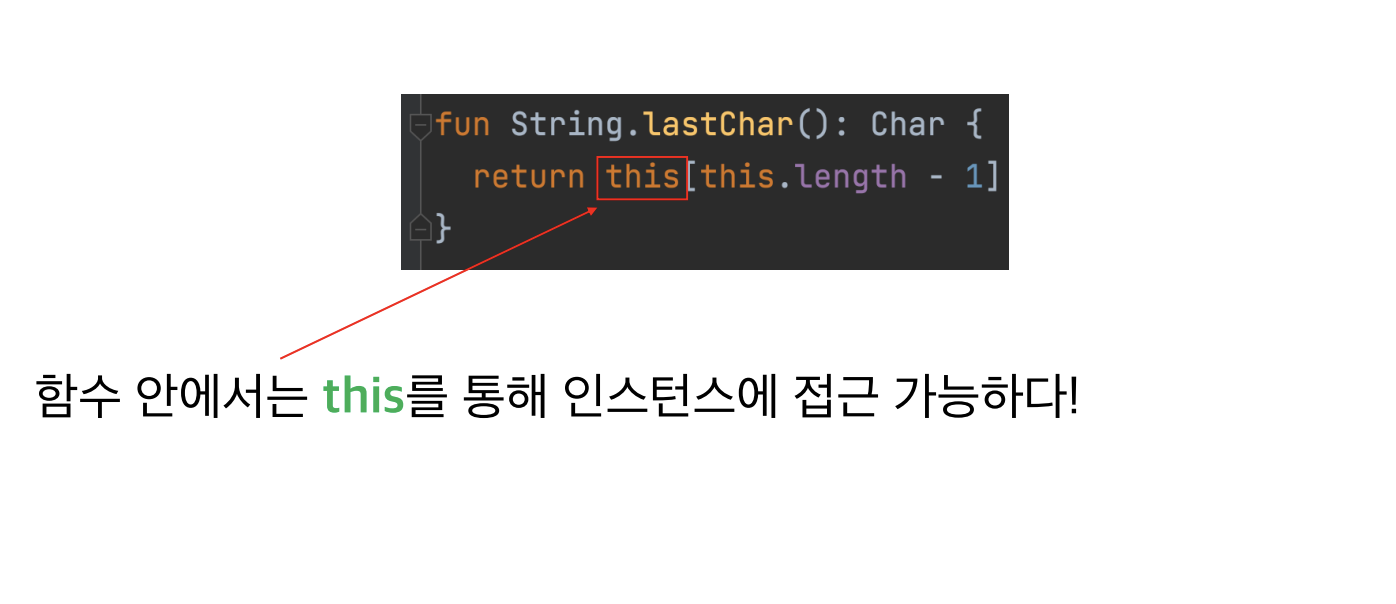 fun String.lastChar(): Char {
return this[this.length - 1]
}
함수 안에서는 this를 통해 인스턴스에 접근 가능하다!